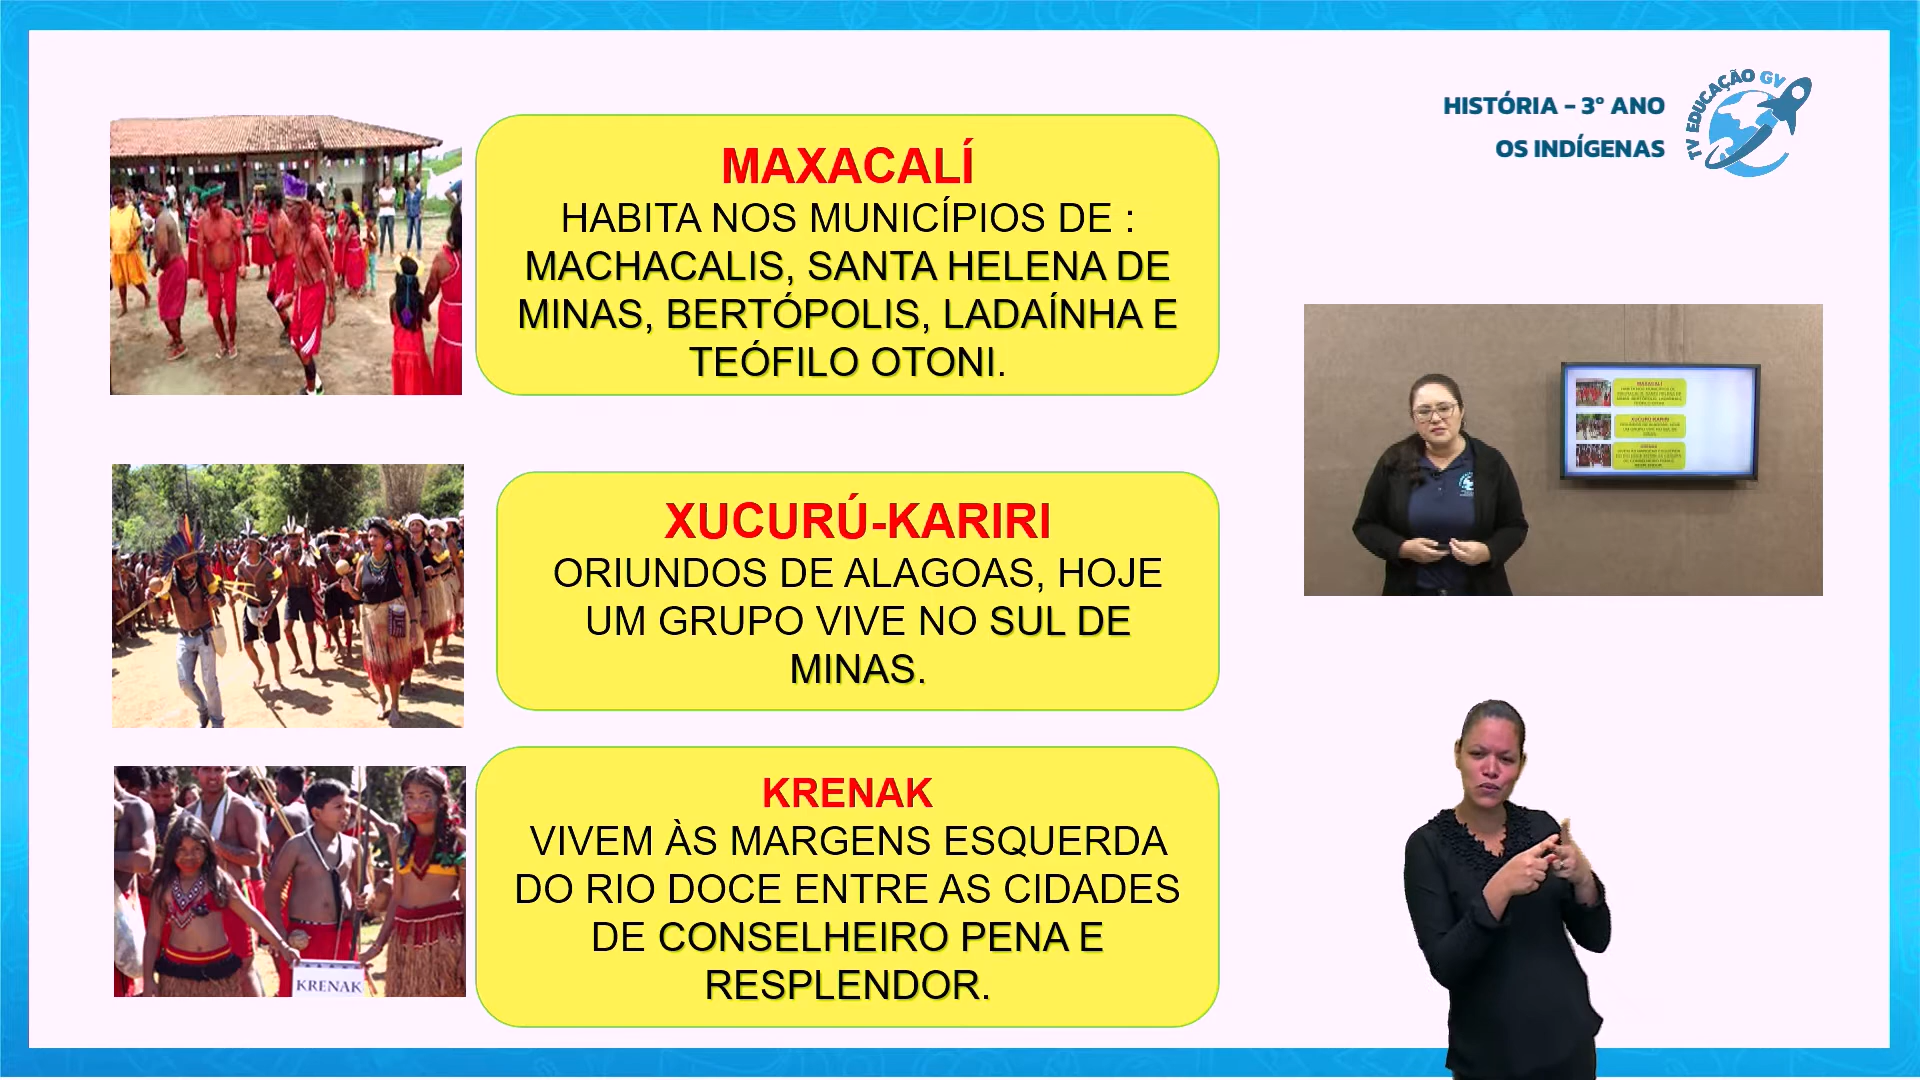 HISTÓRIA - 3º ANO
OS INDÍGENAS
TV EDUCAÇÃO GV
MAXACALÍ
HABITA NOS MUNICÍPIOS DE :
MACHACALIS, SANTA HELENA DE
MINAS, BERTÓPOLIS, LADAÍNHA E
TEÓFILO OTONI.
XUCURÚ-KARIRI
ORIUNDOS DE ALAGOAS, HOJE
UM GRUPO VIVE NO SUL DE
MINAS.
KRENAK
VIVEM ÀS MARGENS ESQUERDA
DO RIO DOCE ENTRE AS CIDADES
DE CONSELHEIRO PENA E
RESPLENDOR.
KRENAK